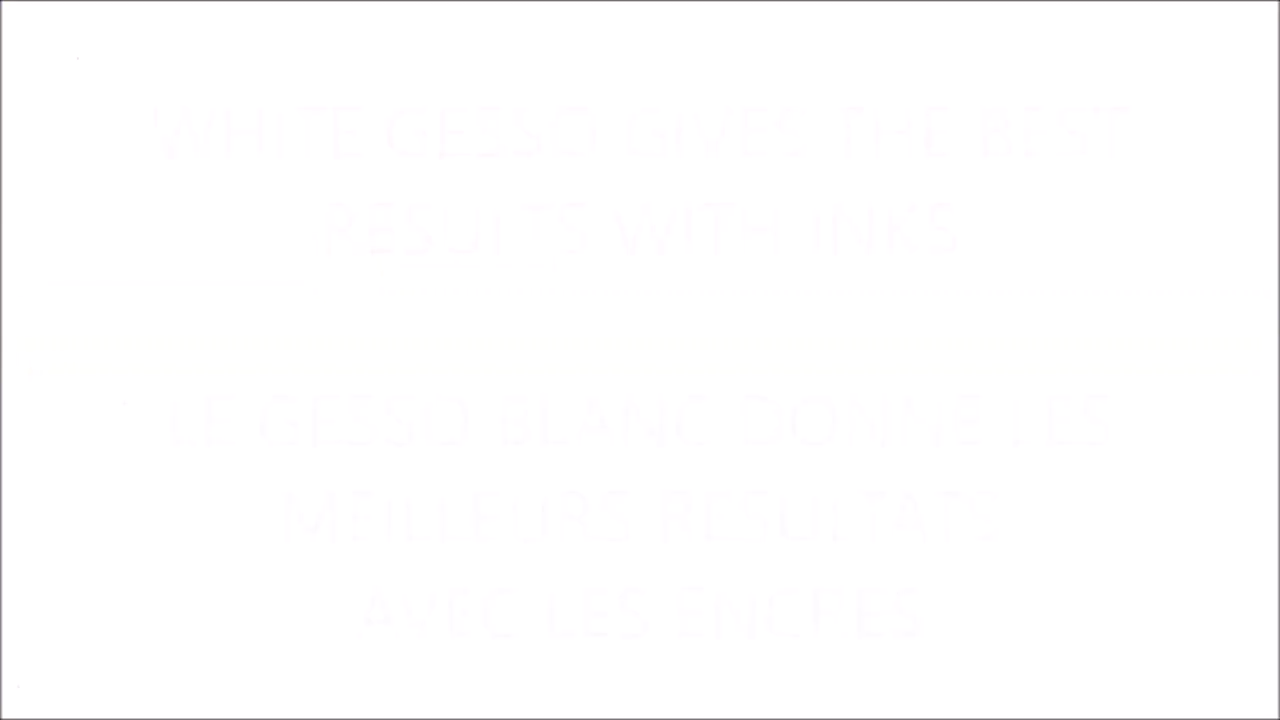 WHITE GESSO GIVES THE BEST
RESULTS WITH INKS
LE GESSO BLANC DONNE LES
MEILLEURS RESULTATS
AVEC LES ENCRES